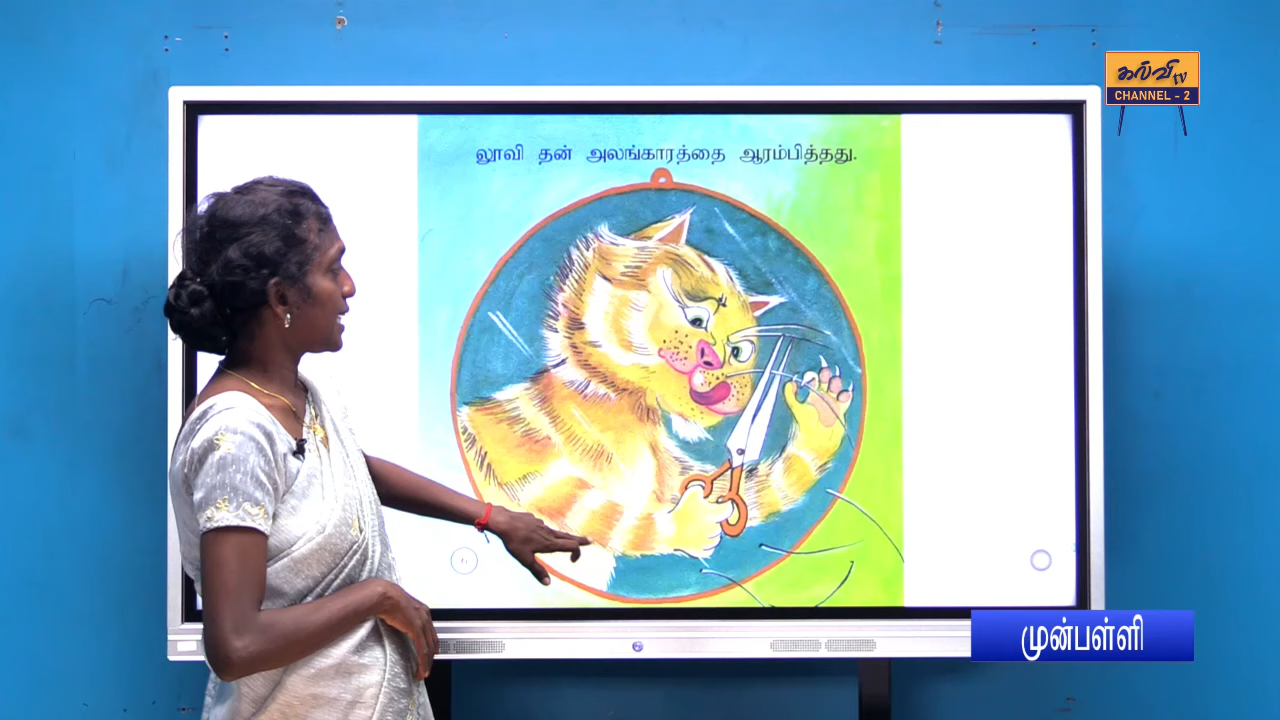 கல்வி TV
CHANNEL - 2
லூவி தன் அலங்காரத்தை ஆரம்பித்தது.
முன்பள்ளி